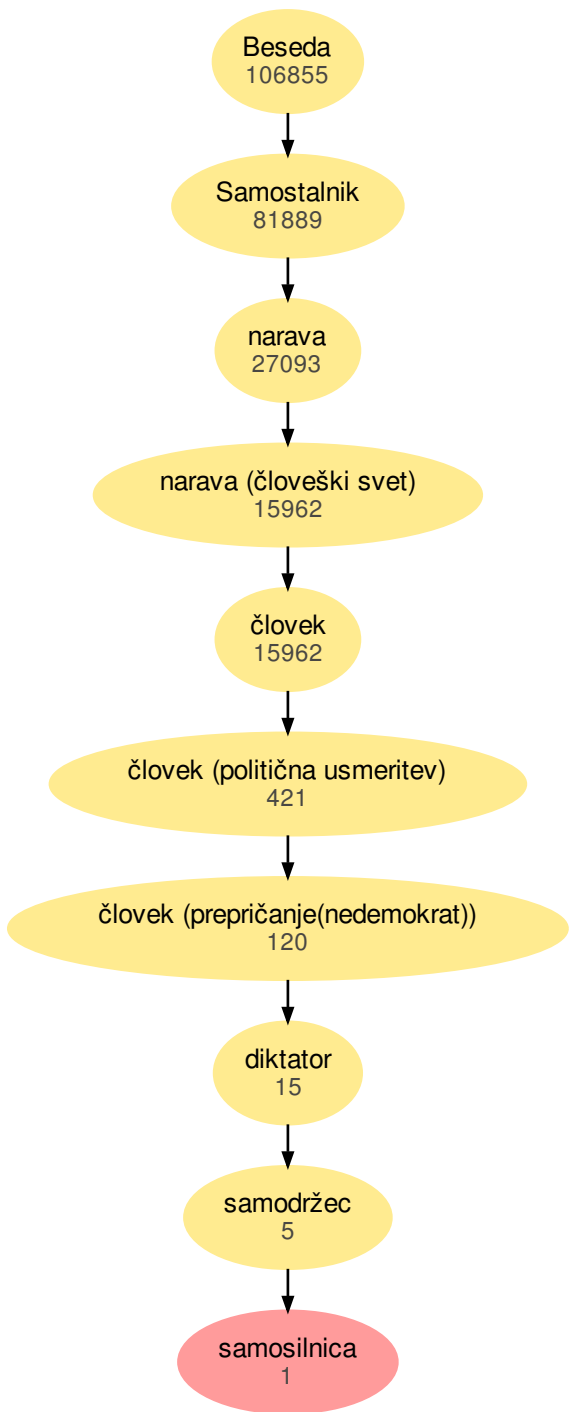 Beseda
106855
Samostalnik
81889
narava
27093
narava (človeški svet)
15962
človek
15962
človek (politična usmeritev)
421
človek (prepričanje(nedemokrat))
120
diktator
15
samodržec
5
samosilnica
1